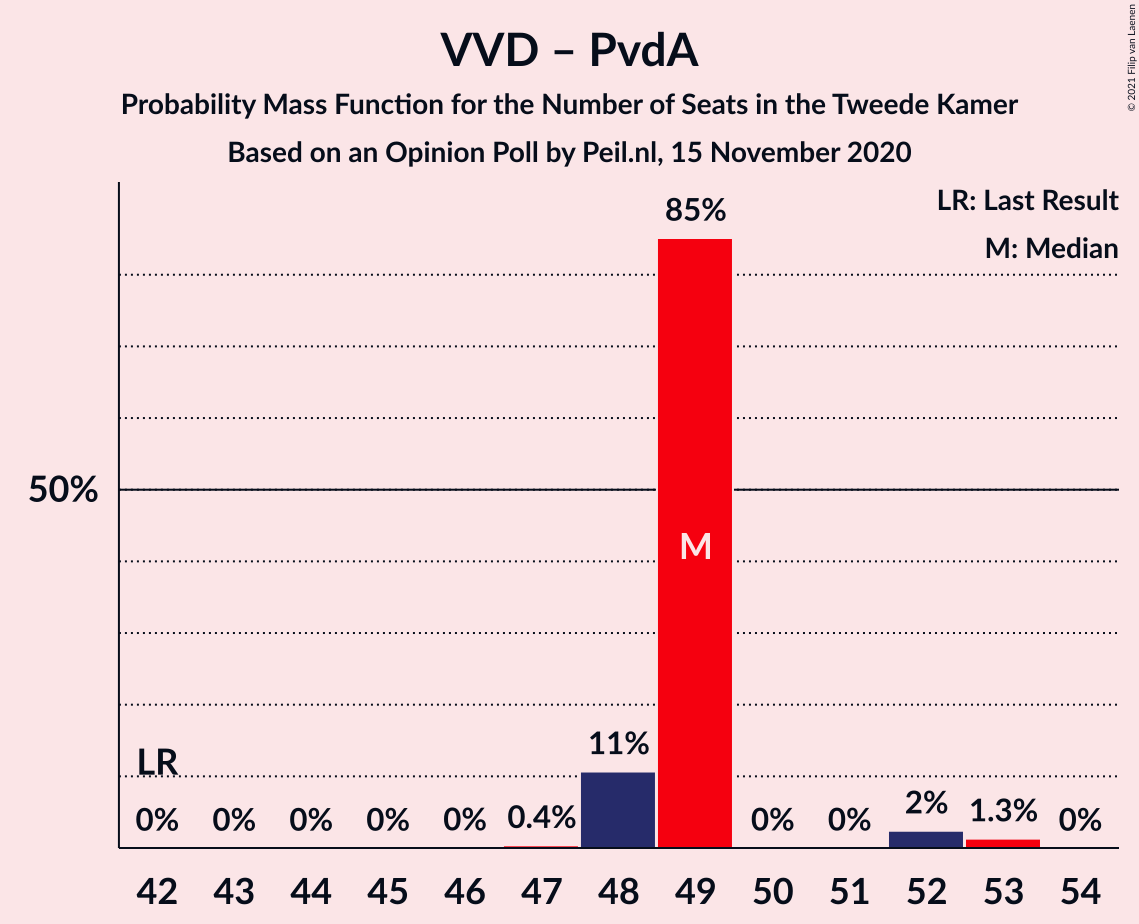 VVD – PvdA
Probability Mass Function for the Number of Seats in the Tweede Kamer
Based on an Opinion Poll by Peil.nl, 15 November 2020
© 2021 Filip van Laenen
LR: Last Result
M: Median
85%
50%
M
LR
11%
0% 0% 0% 0% 0% 0.4% 0% 0% 2% 1.3% 0%
42 43 44 45 46 47 48 49 50 51 52 53 54